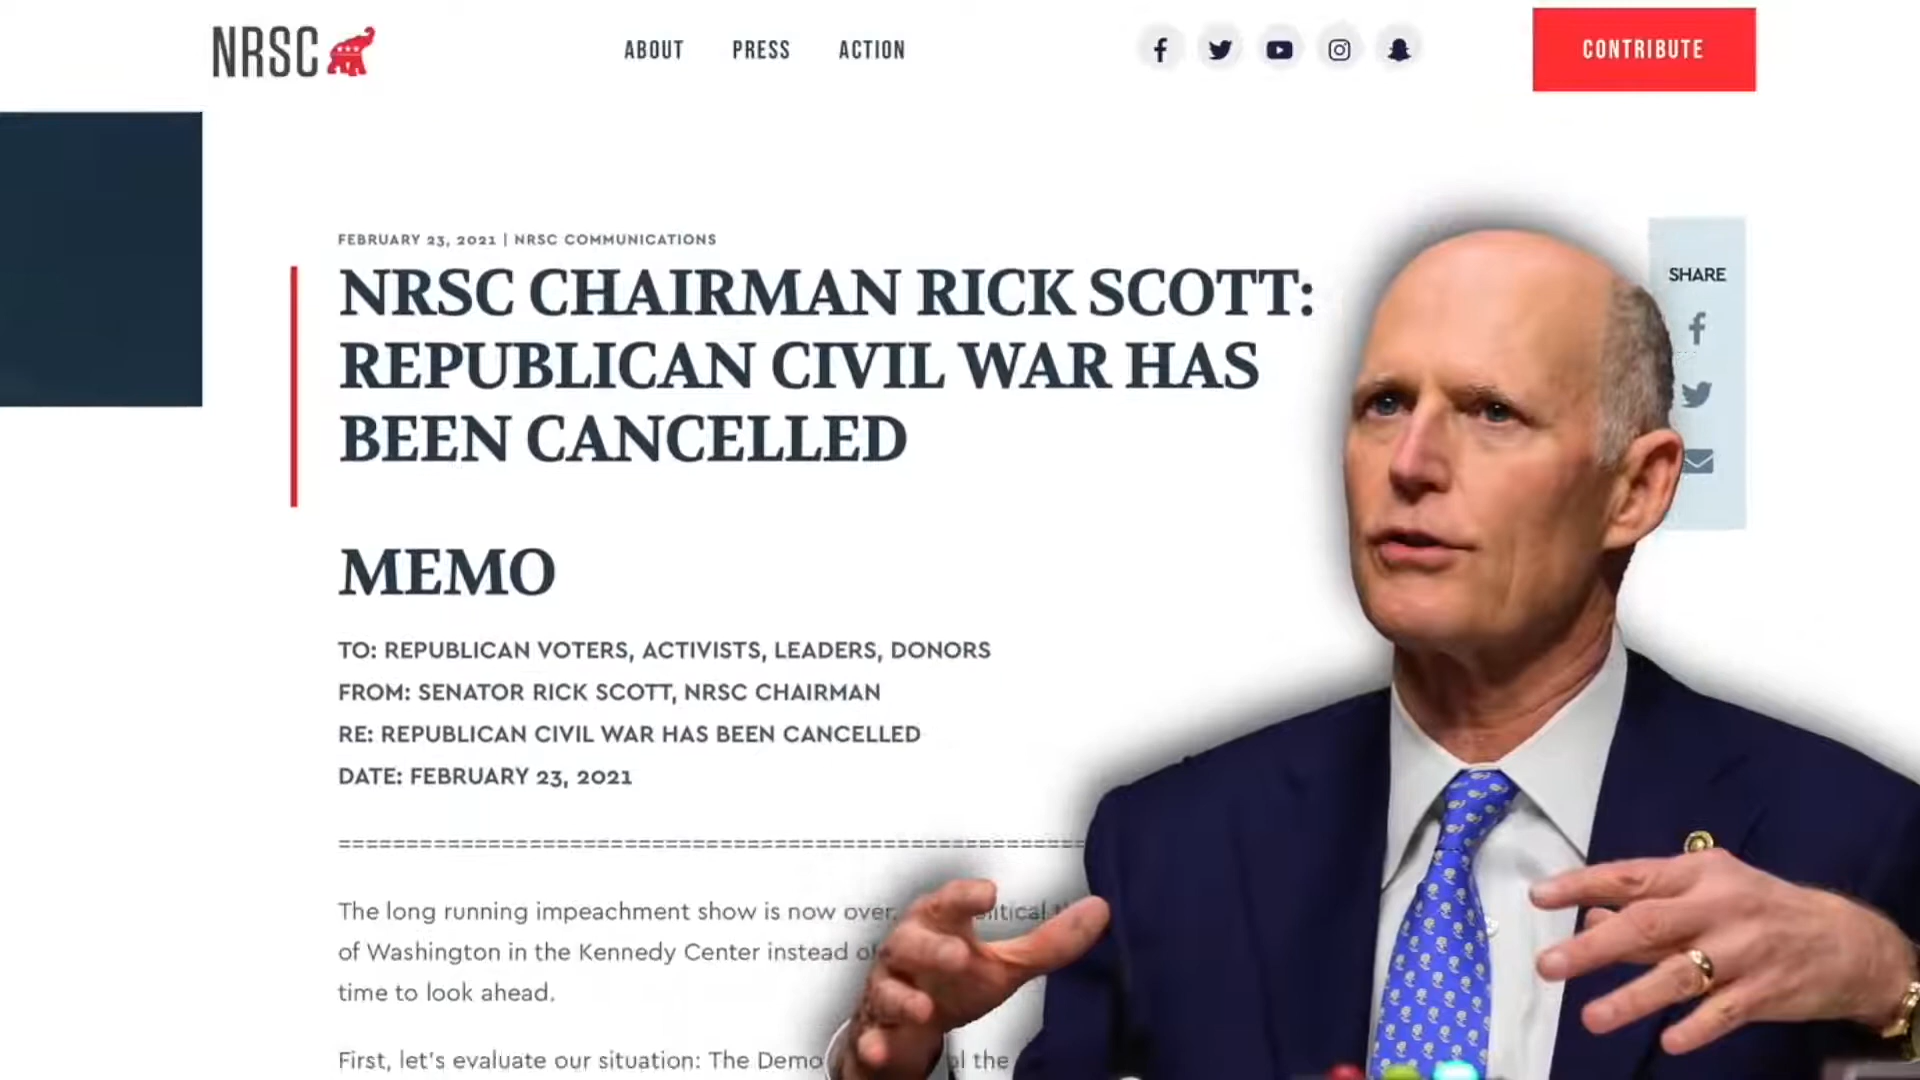 NRSC
ABOUT PRESS ACTION
CONTRIBUTE
FEBRUARY 23, 2021 | NRSC COMMUNICATIONS
NRSC CHAIRMAN RICK SCOTT:
REPUBLICAN CIVIL WAR HAS
BEEN CANCELLED
SHARE
MEMO
TO: REPUBLICAN VOTERS, ACTIVISTS, LEADERS, DONORS
FROM: SENATOR RICK SCOTT, NRSC CHAIRMAN
RE: REPUBLICAN CIVIL WAR HAS BEEN CANCELLED
DATE: FEBRUARY 23, 2021
=======================================================
The long running impeachment show is now over.
of Washington in the Kennedy Center instead
time to look ahead.
First, let's evaluate our situation: The the